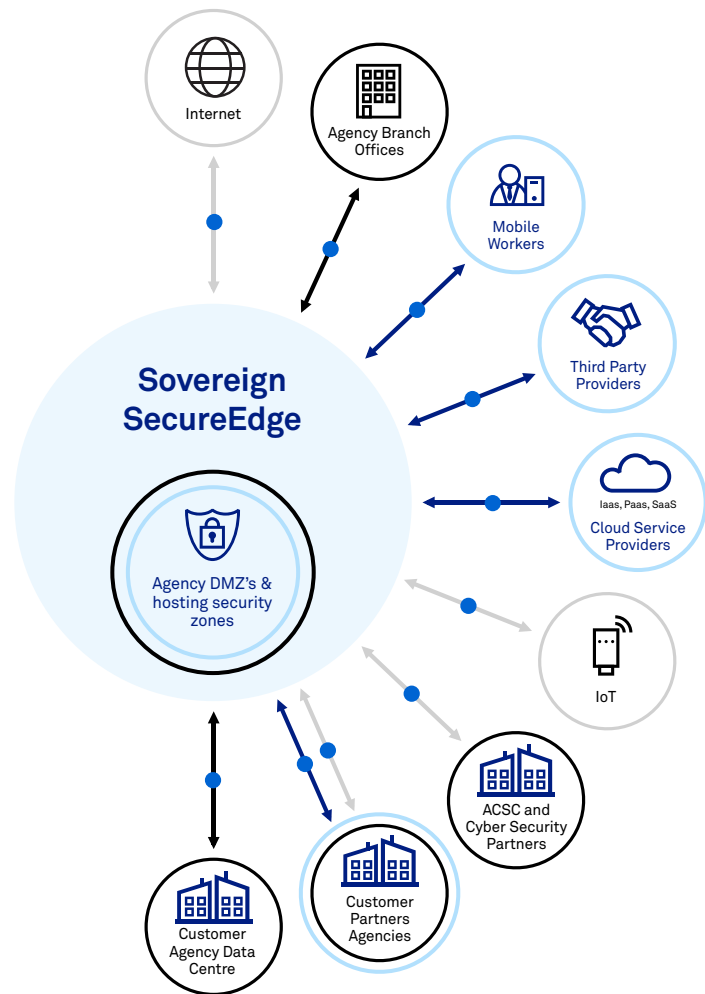 Internet
Agency Branch
Offices
Mobile
Workers
Third Party
Providers
Sovereign
SecureEdge
Iaas, Paas, SaaS
Cloud Service
Providers
Agency DMZ's &
hosting security
zones
IoT
ACSC and
Cyber Security
Partners
Customer
Partners
Agencies
Customer
Agency Data
Centre